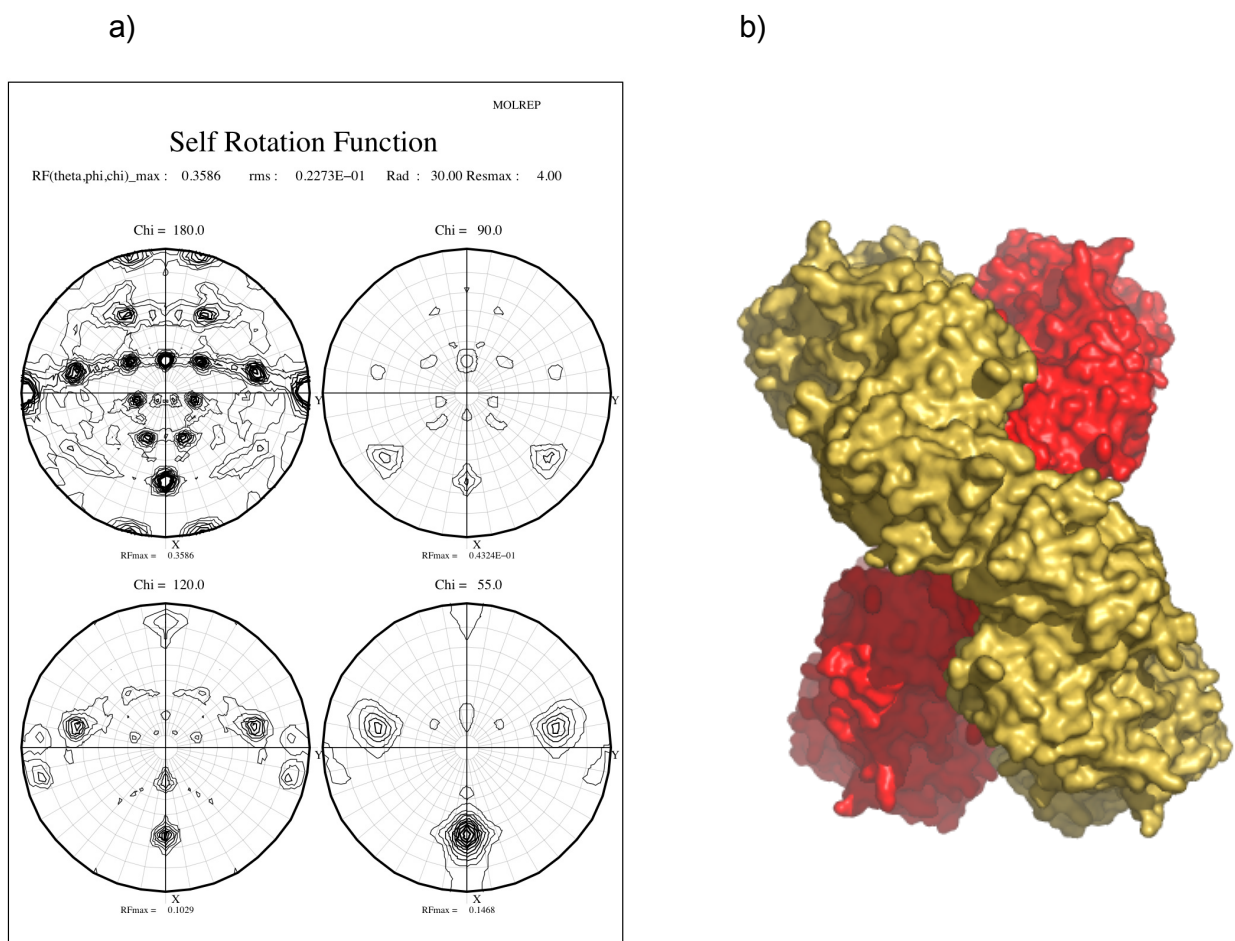 a)
b)
MOLREP
Self Rotation Function
RF(theta,phi,chi)_max : 0.3586 rms : 0.2273E−01 Rad : 30.00 Resmax : 4.00
Chi = 180.0
Chi = 90.0
Y
Y
X
X
RFmax = 0.3586
RFmax = 0.4324E−01
Chi = 120.0
Chi = 55.0
Y
Y
X
X
RFmax = 0.1029
RFmax = 0.1468